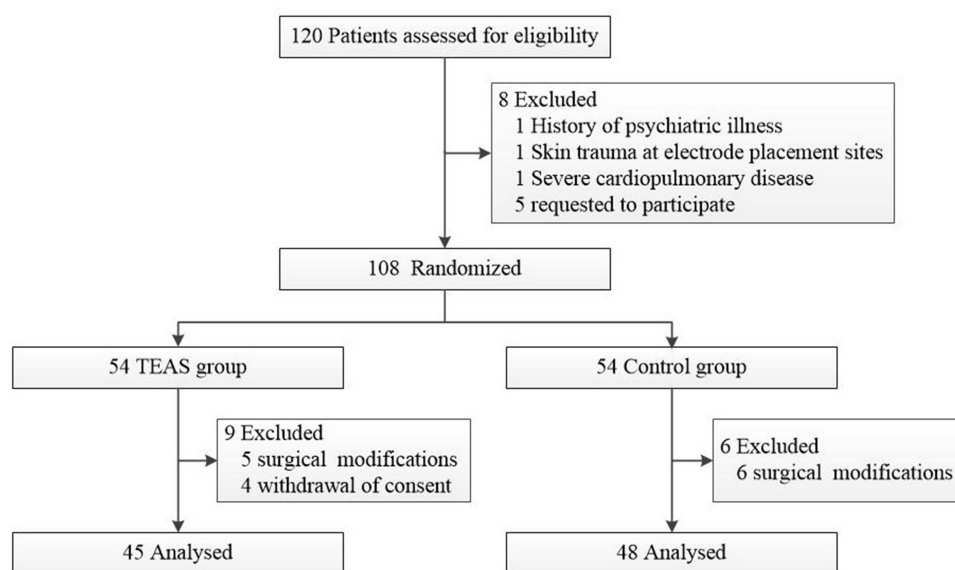 120 Patients assessed for eligibility
8 Excluded
1 History of psychiatric illness
1 Skin trauma at electrode placement sites
1 Severe cardiopulmonary disease
5 requested to participate
108 Randomized
54 TEAS group
54 Control group
9 Excluded
5 surgical modifications
4 withdrawal of consent
6 Excluded
6 surgical modifications
45 Analysed
48 Analysed